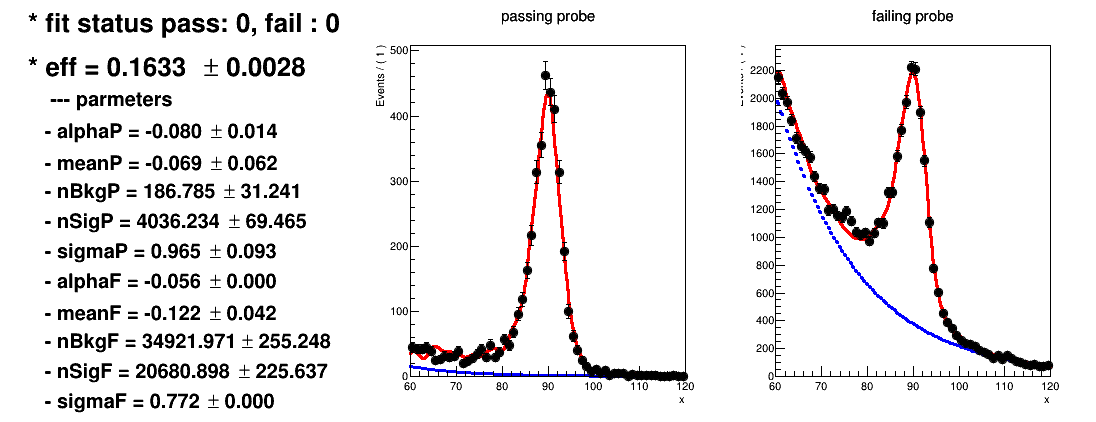 * fit status pass: 0, fail : 0
* eff = 0.1633 ± 0.0028
--- parmeters
- alphaP = -0.080 ± 0.014
- meanP = -0.069 ± 0.062
- nBkgP = 186.785 ± 31.241
- nSigP = 4036.234 ± 69.465
- sigmaP = 0.965 ± 0.093
- alphaF = -0.056 ± 0.000
- meanF = -0.122 ± 0.042
- nBkgF = 34921.971 ± 255.248
- nSigF = 20680.898 ± 225.637
- sigmaF = 0.772 ± 0.000
passing probe
Events / ( 1 )
500
400
300
200
100
0
60 70 80 90 100 110 120
x
failing probe
Events / ( 1 )
2200
2000
1800
1600
1400
1200
1000
800
600
400
200
0
60 70 80 90 100 110 120
x